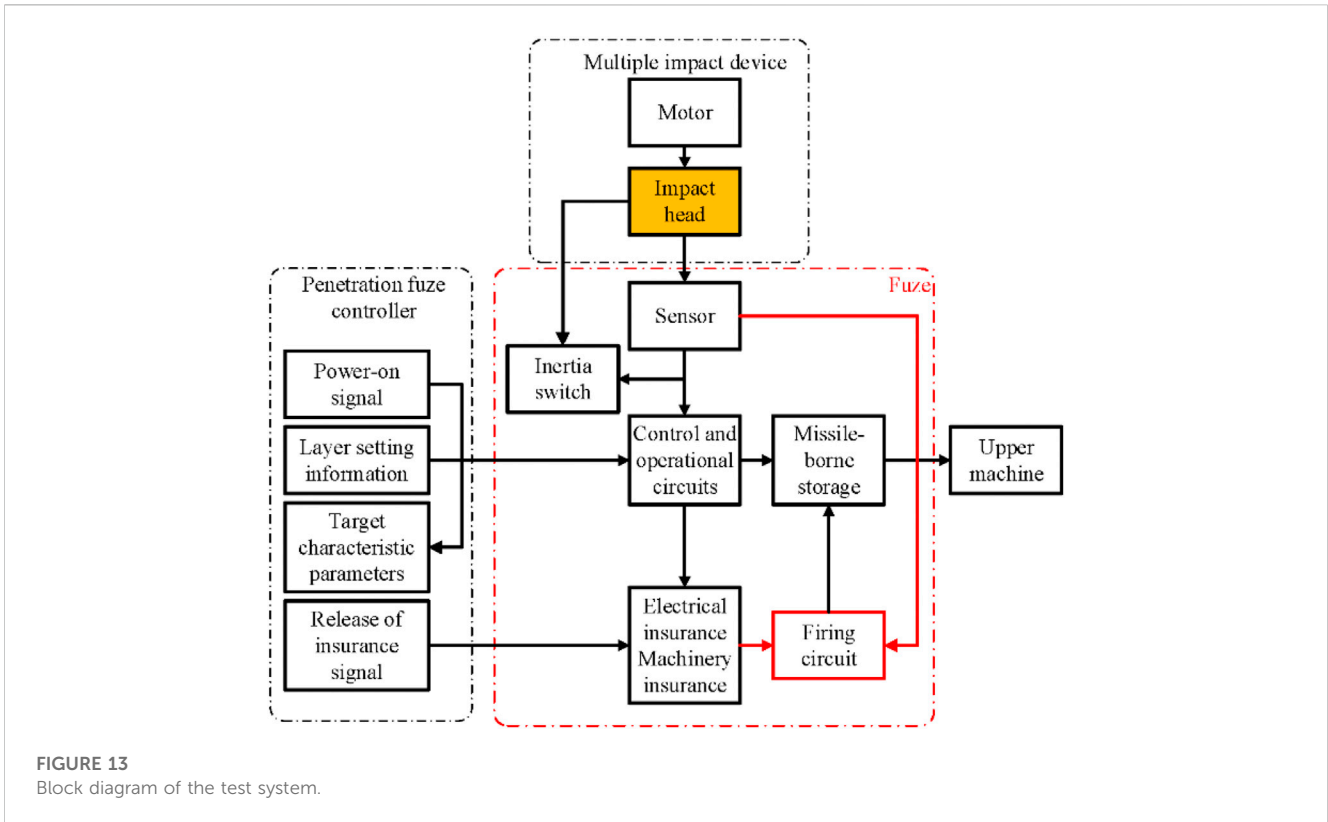 Multiple impact device
Motor
Impact
head
Penetration fuze
controller
Fuze
Sensor
Power-on
signal
Inertia
switch
Layer setting
information
Control and
operational
circuits
Missile-
borne
storage
Upper
machine
Target
characteristic
parameters
Release of
insurance
signal
Electrical
insurance
Machinery
insurance
Firing
circuit
FIGURE 13
Block diagram of the test system.